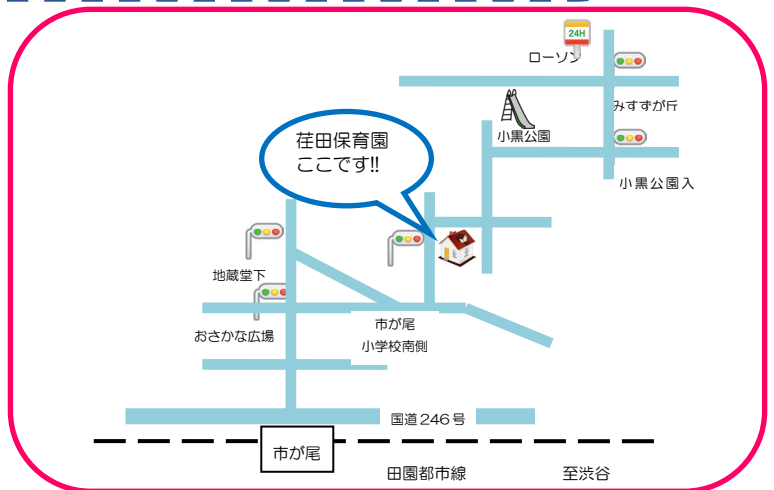 24H
ローソン
みすずが丘
小黒公園
荏田保育園
ここです!!
小黒公園入
地蔵堂下
市が尾
小学校南側
おさかな広場
国道246号
市が尾
田園都市線
至渋谷